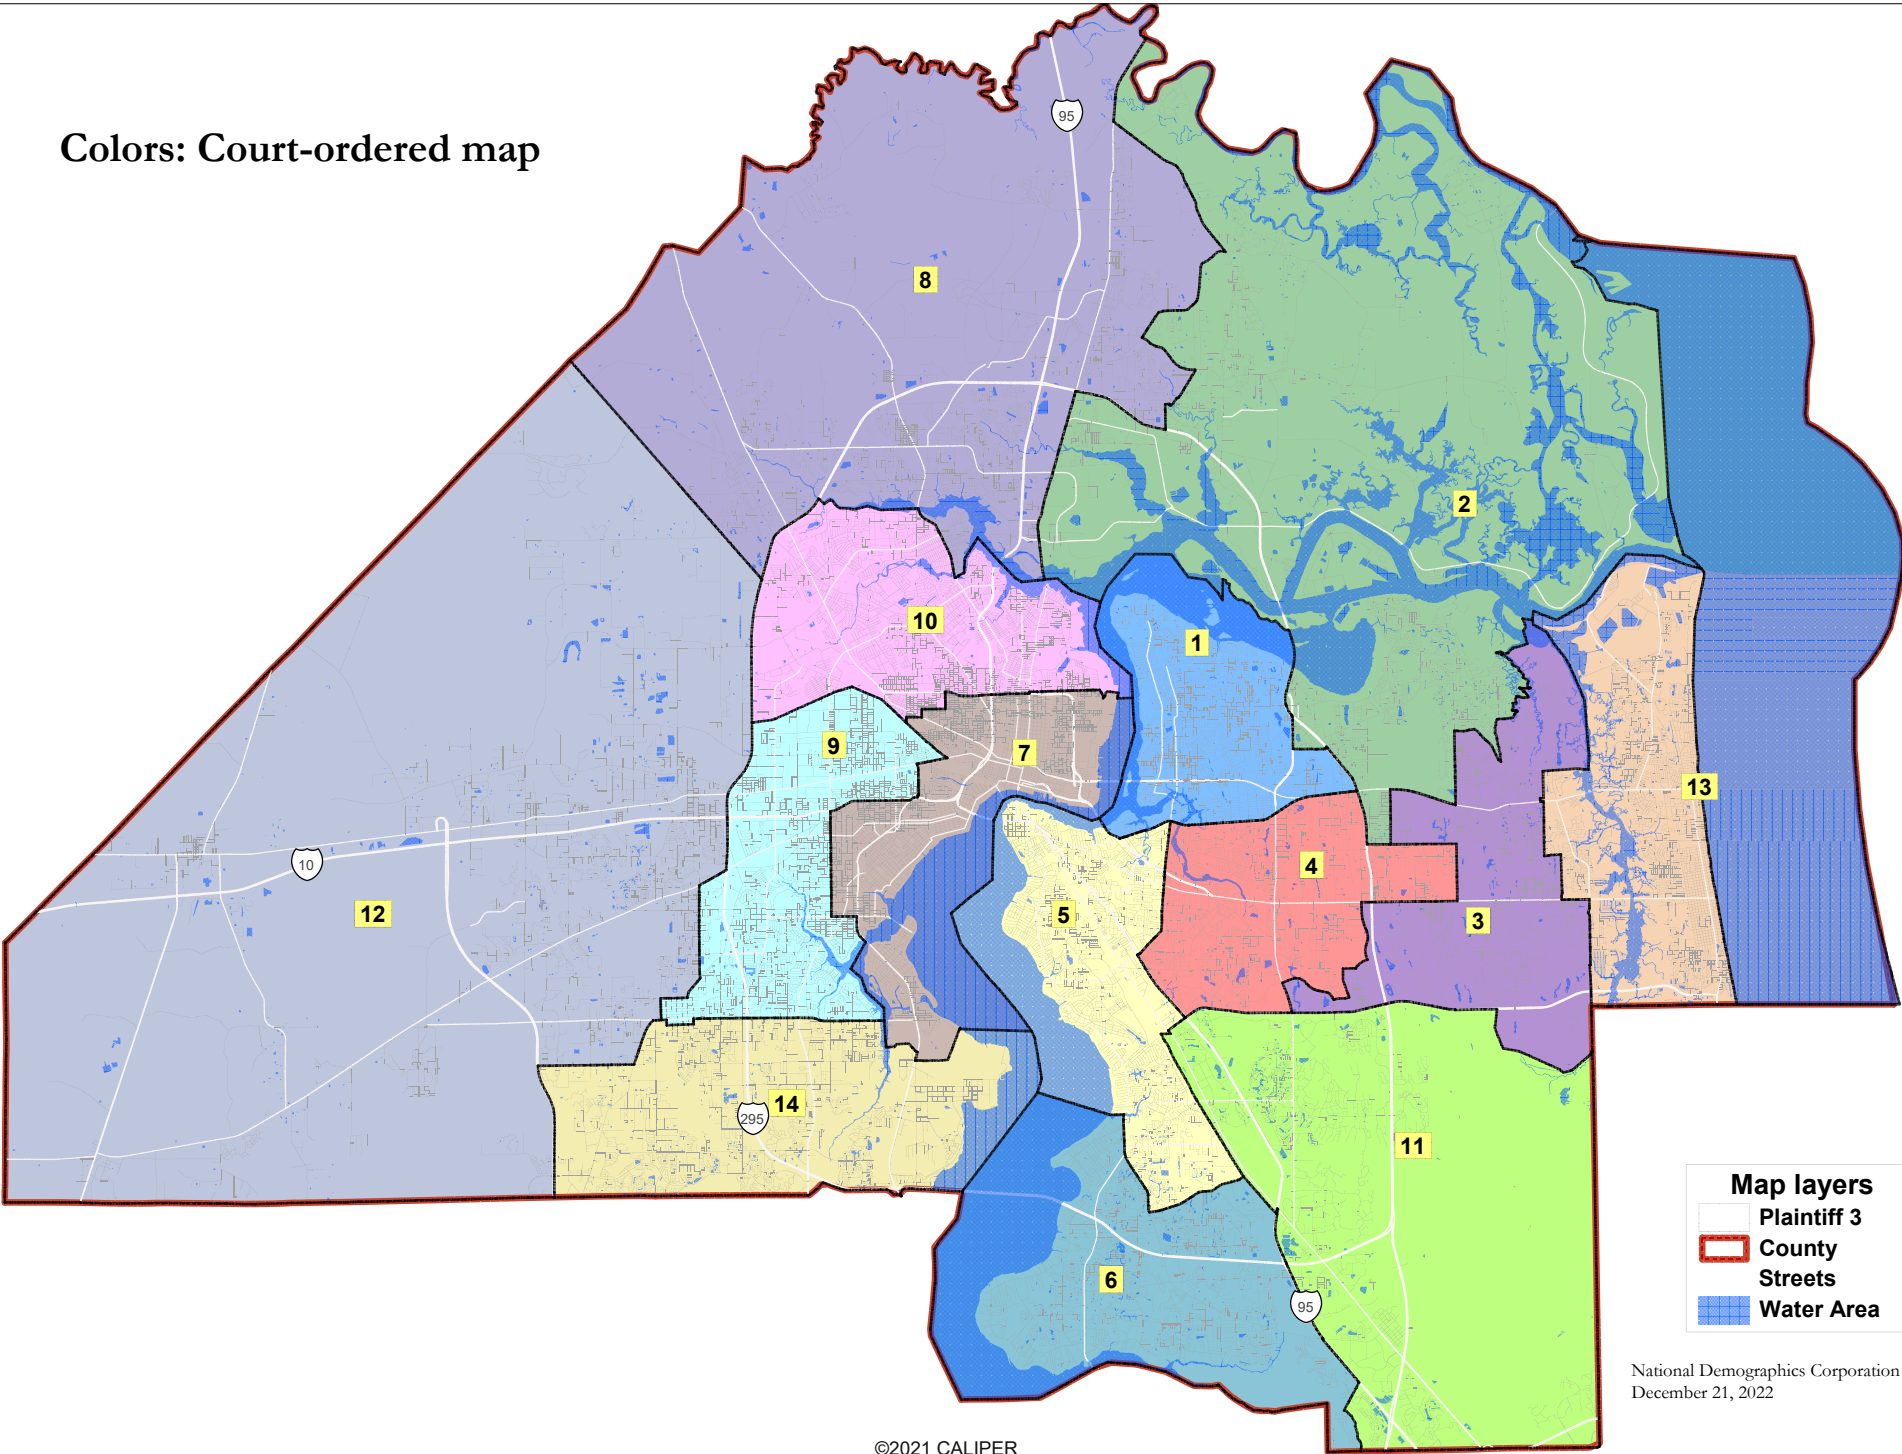 Colors: Court-ordered map
95
8
2
10
1
9
7
13
10
4
12
5
3
14
295
11
6
95
Map layers
Plaintiff 3
County
Streets
Water Area
National Demographics Corporation
December 21, 2022
©2021 CALIPER